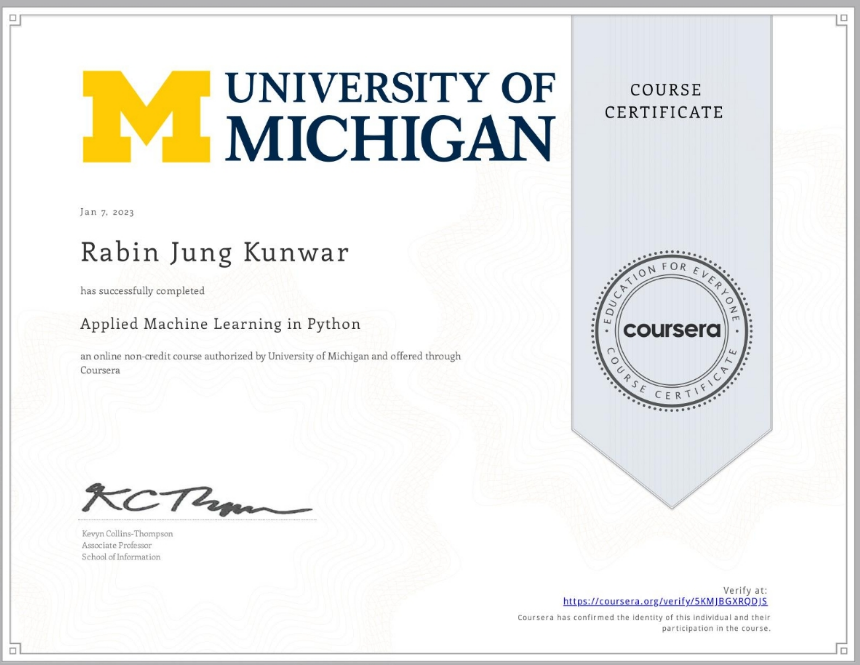 UNIVERSITY OF
MICHIGAN
COURSE
CERTIFICATE
Jan 7, 2023
Rabin Jung Kunwar
has successfully completed
Applied Machine Learning in Python
an online non-credit course authorized by University of Michigan and offered through
Coursera
EDUCATION FOR EVERYONE
coursera
COURSE CERTIFICATE
Kevyn Collins-Thompson
Associate Professor
School of Information
Verify at:
https://coursera.org/verify/5KMJBGXRQDJS
Coursera has confirmed the identity of this individual and their
participation in the course.